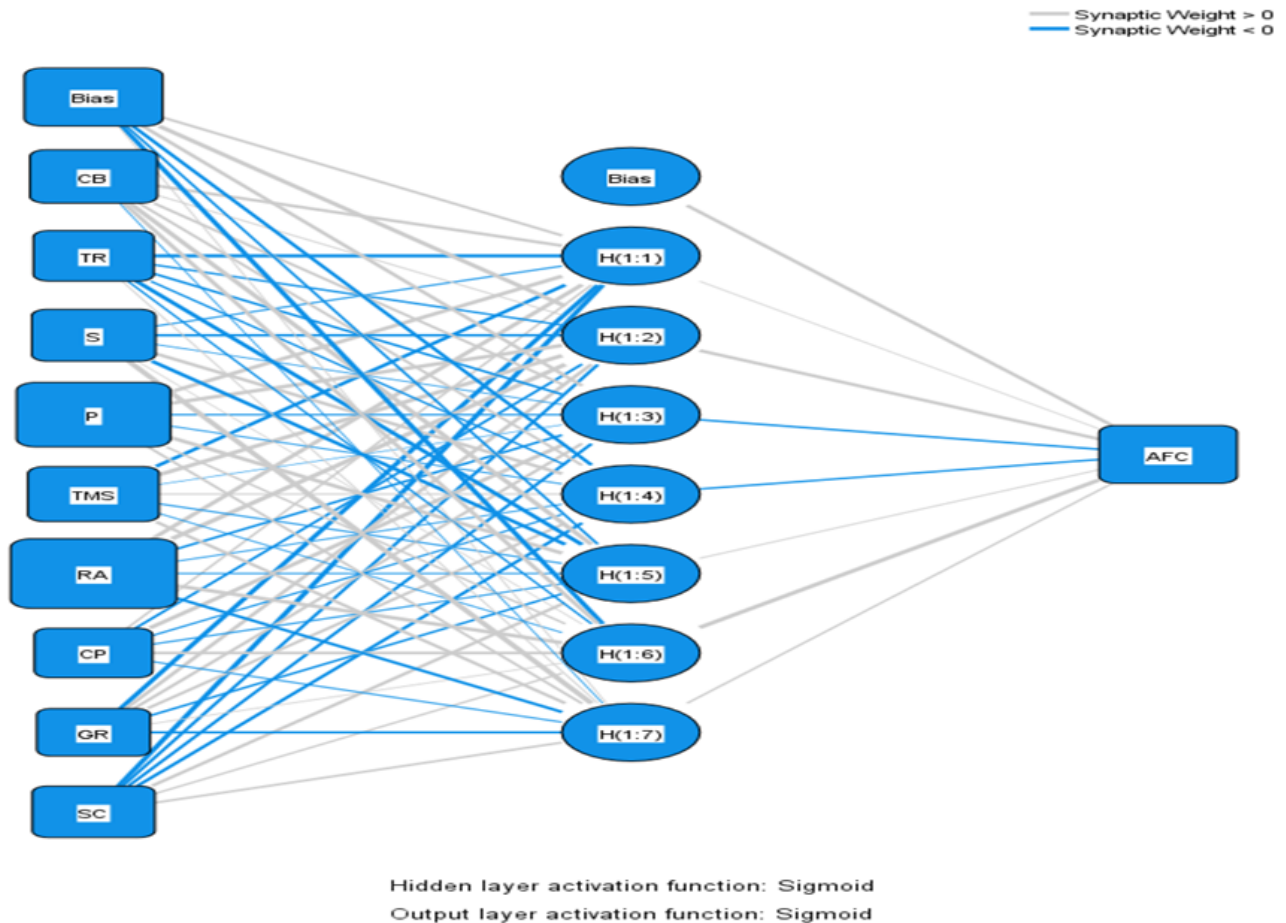 Synaptic Weight > 0
Synaptic Weight < 0
Bias
CB
TR
S
P
TMS
RA
CP
GR
SC
Bias
H(1:1)
H(1:2)
H(1:3)
H(1:4)
H(1:5)
H(1:6)
H(1:7)
AFC
Hidden layer activation function: Sigmoid
Output layer activation function: Sigmoid